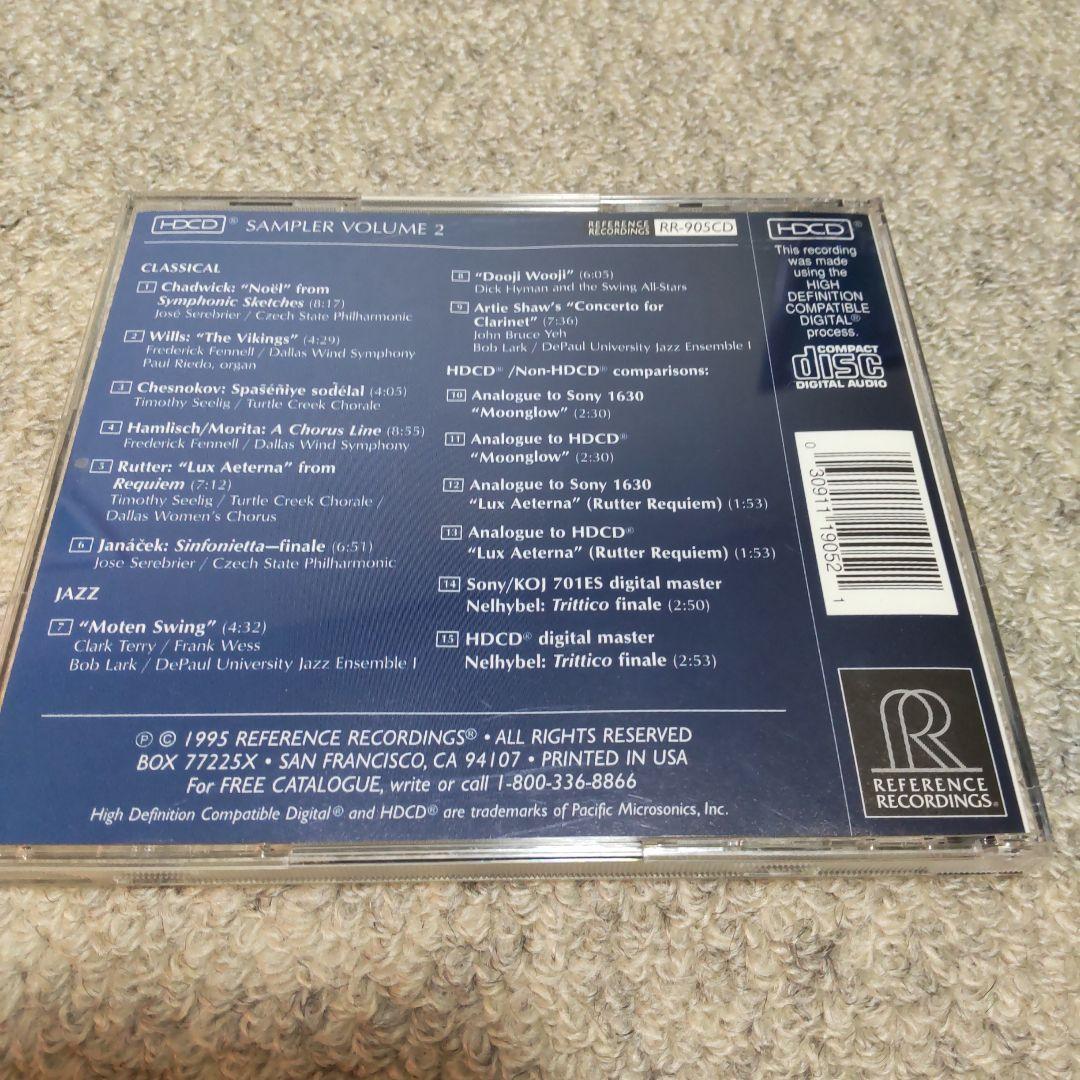 HDCD® SAMPLER VOLUME 2
REFERENCE RECORDINGS RR-905CD
CLASSICAL
1 Chadwick: “Noël” from
Symphonic Sketches (8:17)
José Serebrier / Czech State Philharmonic
2 Wills: “The Vikings” (4:29)
Frederick Fennell / Dallas Wind Symphony
Paul Riedo, organ
3 Chesnokov: Spaséñiye sodélal (4:05)
Timothy Seelig / Turtle Creek Chorale
4 Hamlisch/Morita: A Chorus Line (8:55)
Frederick Fennell / Dallas Wind Symphony
5 Rutter: “Lux Aeterna” from
Requiem (7:12)
Timothy Seelig / Turtle Creek Chorale /
Dallas Women's Chorus
6 Janáček: Sinfonietta—finale (6:51)
Jose Serebrier / Czech State Philharmonic
JAZZ
7 “Moten Swing” (4:32)
Clark Terry / Frank Wess
Bob Lark / DePaul University Jazz Ensemble I
8 “Dooji Wooji” (6:05)
Dick Hyman and the Swing All-Stars
9 Artie Shaw's “Concerto for
Clarinet” (7:36)
John Bruce Yeh
Bob Lark / DePaul University Jazz Ensemble I
HDCD® /Non-HDCD® comparisons:
10 Analogue to Sony 1630
“Moonglow” (2:30)
11 Analogue to HDCD®
“Moonglow” (2:30)
12 Analogue to Sony 1630
“Lux Aeterna” (Rutter Requiem) (1:53)
13 Analogue to HDCD®
“Lux Aeterna” (Rutter Requiem) (1:53)
14 Sony/KOJ 701ES digital master
Nelhybel: Trittico finale (2:50)
15 HDCD® digital master
Nelhybel: Trittico finale (2:53)
℗ © 1995 REFERENCE RECORDINGS® • ALL RIGHTS RESERVED
BOX 77225X • SAN FRANCISCO, CA 94107 • PRINTED IN USA
For FREE CATALOGUE, write or call 1-800-336-8866
High Definition Compatible Digital® and HDCD® are trademarks of Pacific Microsonics, Inc.
HDCD®
This recording
was made
using the
HIGH
DEFINITION
COMPATIBLE
DIGITAL®
process.
COMPACT
disc
DIGITAL AUDIO
0 30911 19052 1
R
REFERENCE
RECORDINGS®